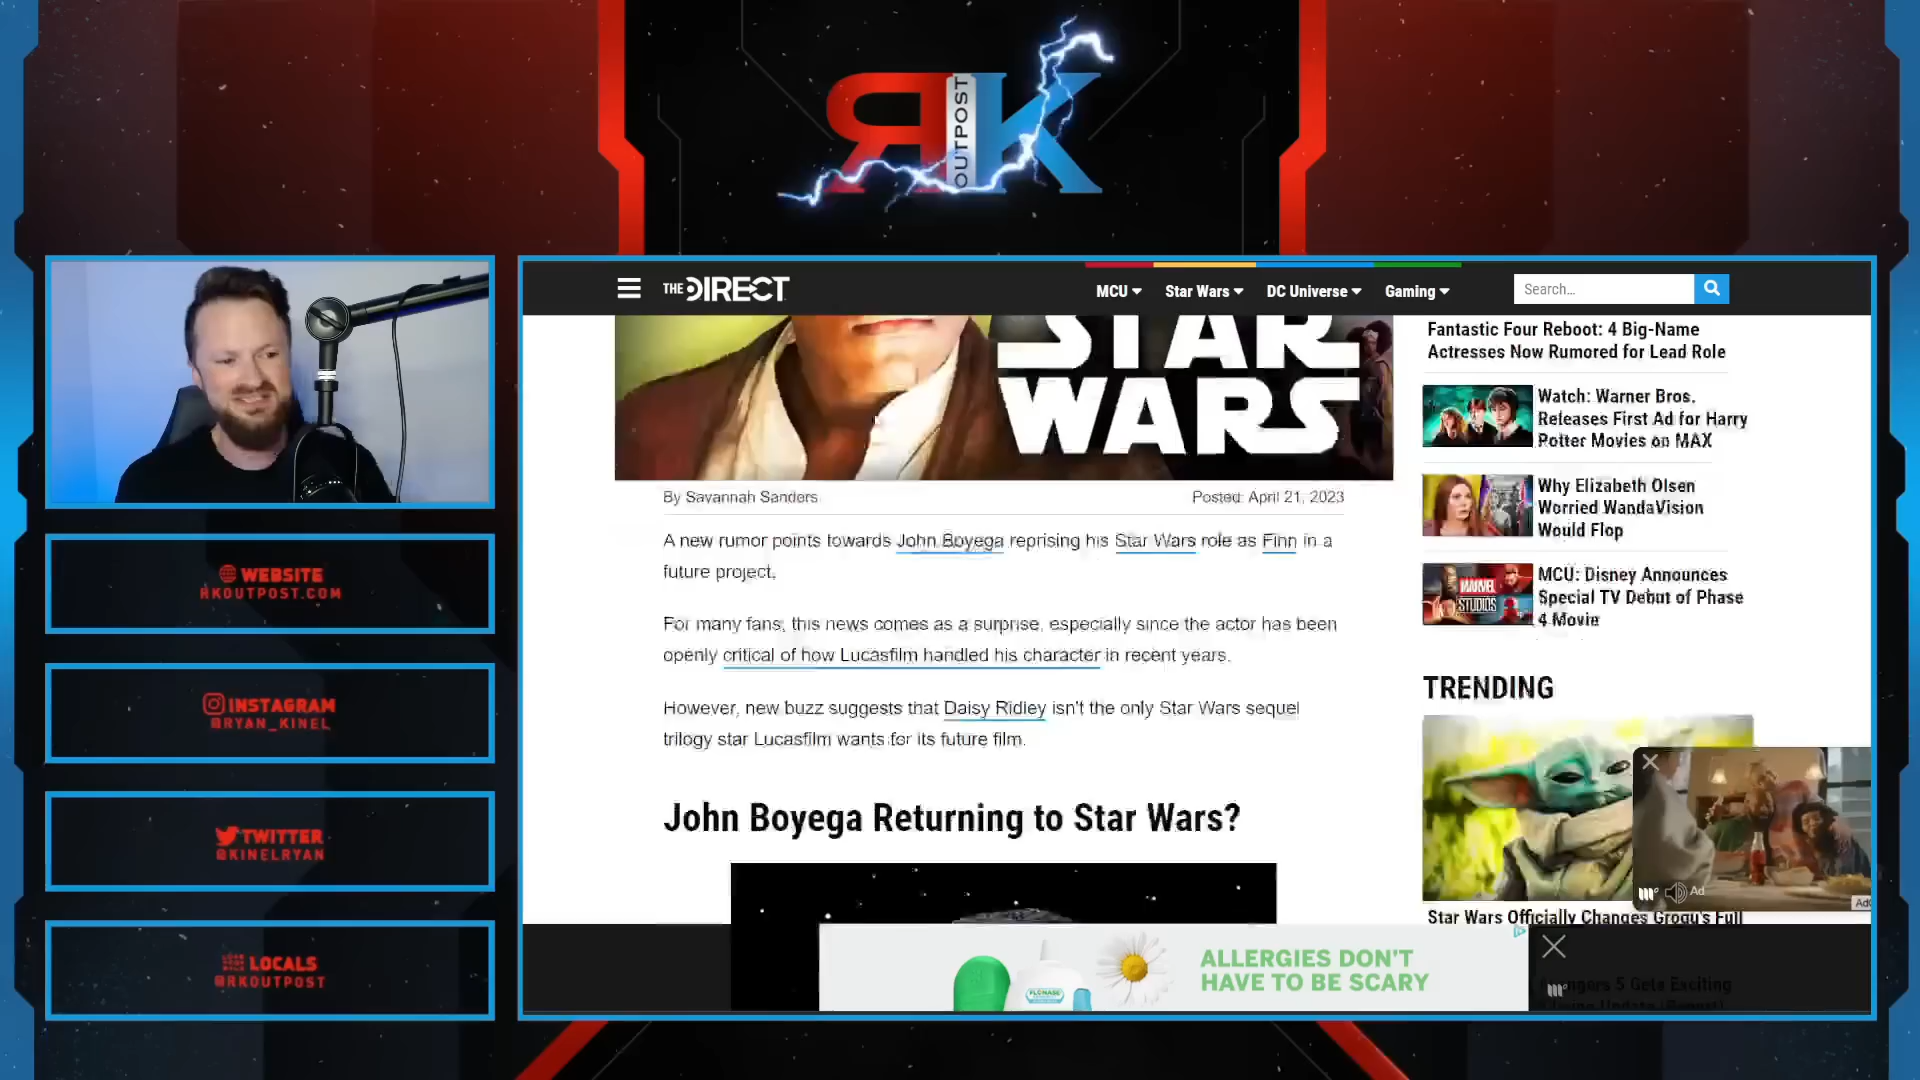 RK
OUTPOST
THE DIRECT
MCU
Star Wars
DC Universe
Gaming
Search...
STAR
WARS
By Savannah Sanders
Posted: April 21, 2023
A new rumor points towards John Boyega reprising his Star Wars role as Finn in a
future project.
For many fans, this news comes as a surprise, especially since the actor has been
openly critical of how Lucasfilm handled his character in recent years.
However, new buzz suggests that Daisy Ridley isn't the only Star Wars sequel
trilogy star Lucasfilm wants for its future film.
John Boyega Returning to Star Wars?
Fantastic Four Reboot: 4 Big-Name
Actresses Now Rumored for Lead Role
Watch: Warner Bros.
Releases First Ad for Harry
Potter Movies on MAX
Why Elizabeth Olsen
Worried WandaVision
Would Flop
MARVEL
STUDIOS
MCU: Disney Announces
Special TV Debut of Phase
4 Movie
TRENDING
Ad
Star Wars Officially Changes Grogu's Full
ngers 5 Gets Exciting
FLONASE
ALLERGIES DON'T
HAVE TO BE SCARY
WEBSITE
RKOUTPOST.COM
INSTAGRAM
@RYAN_KINEL
TWITTER
@KINELRYAN
LOCALS
@RKOUTPOST